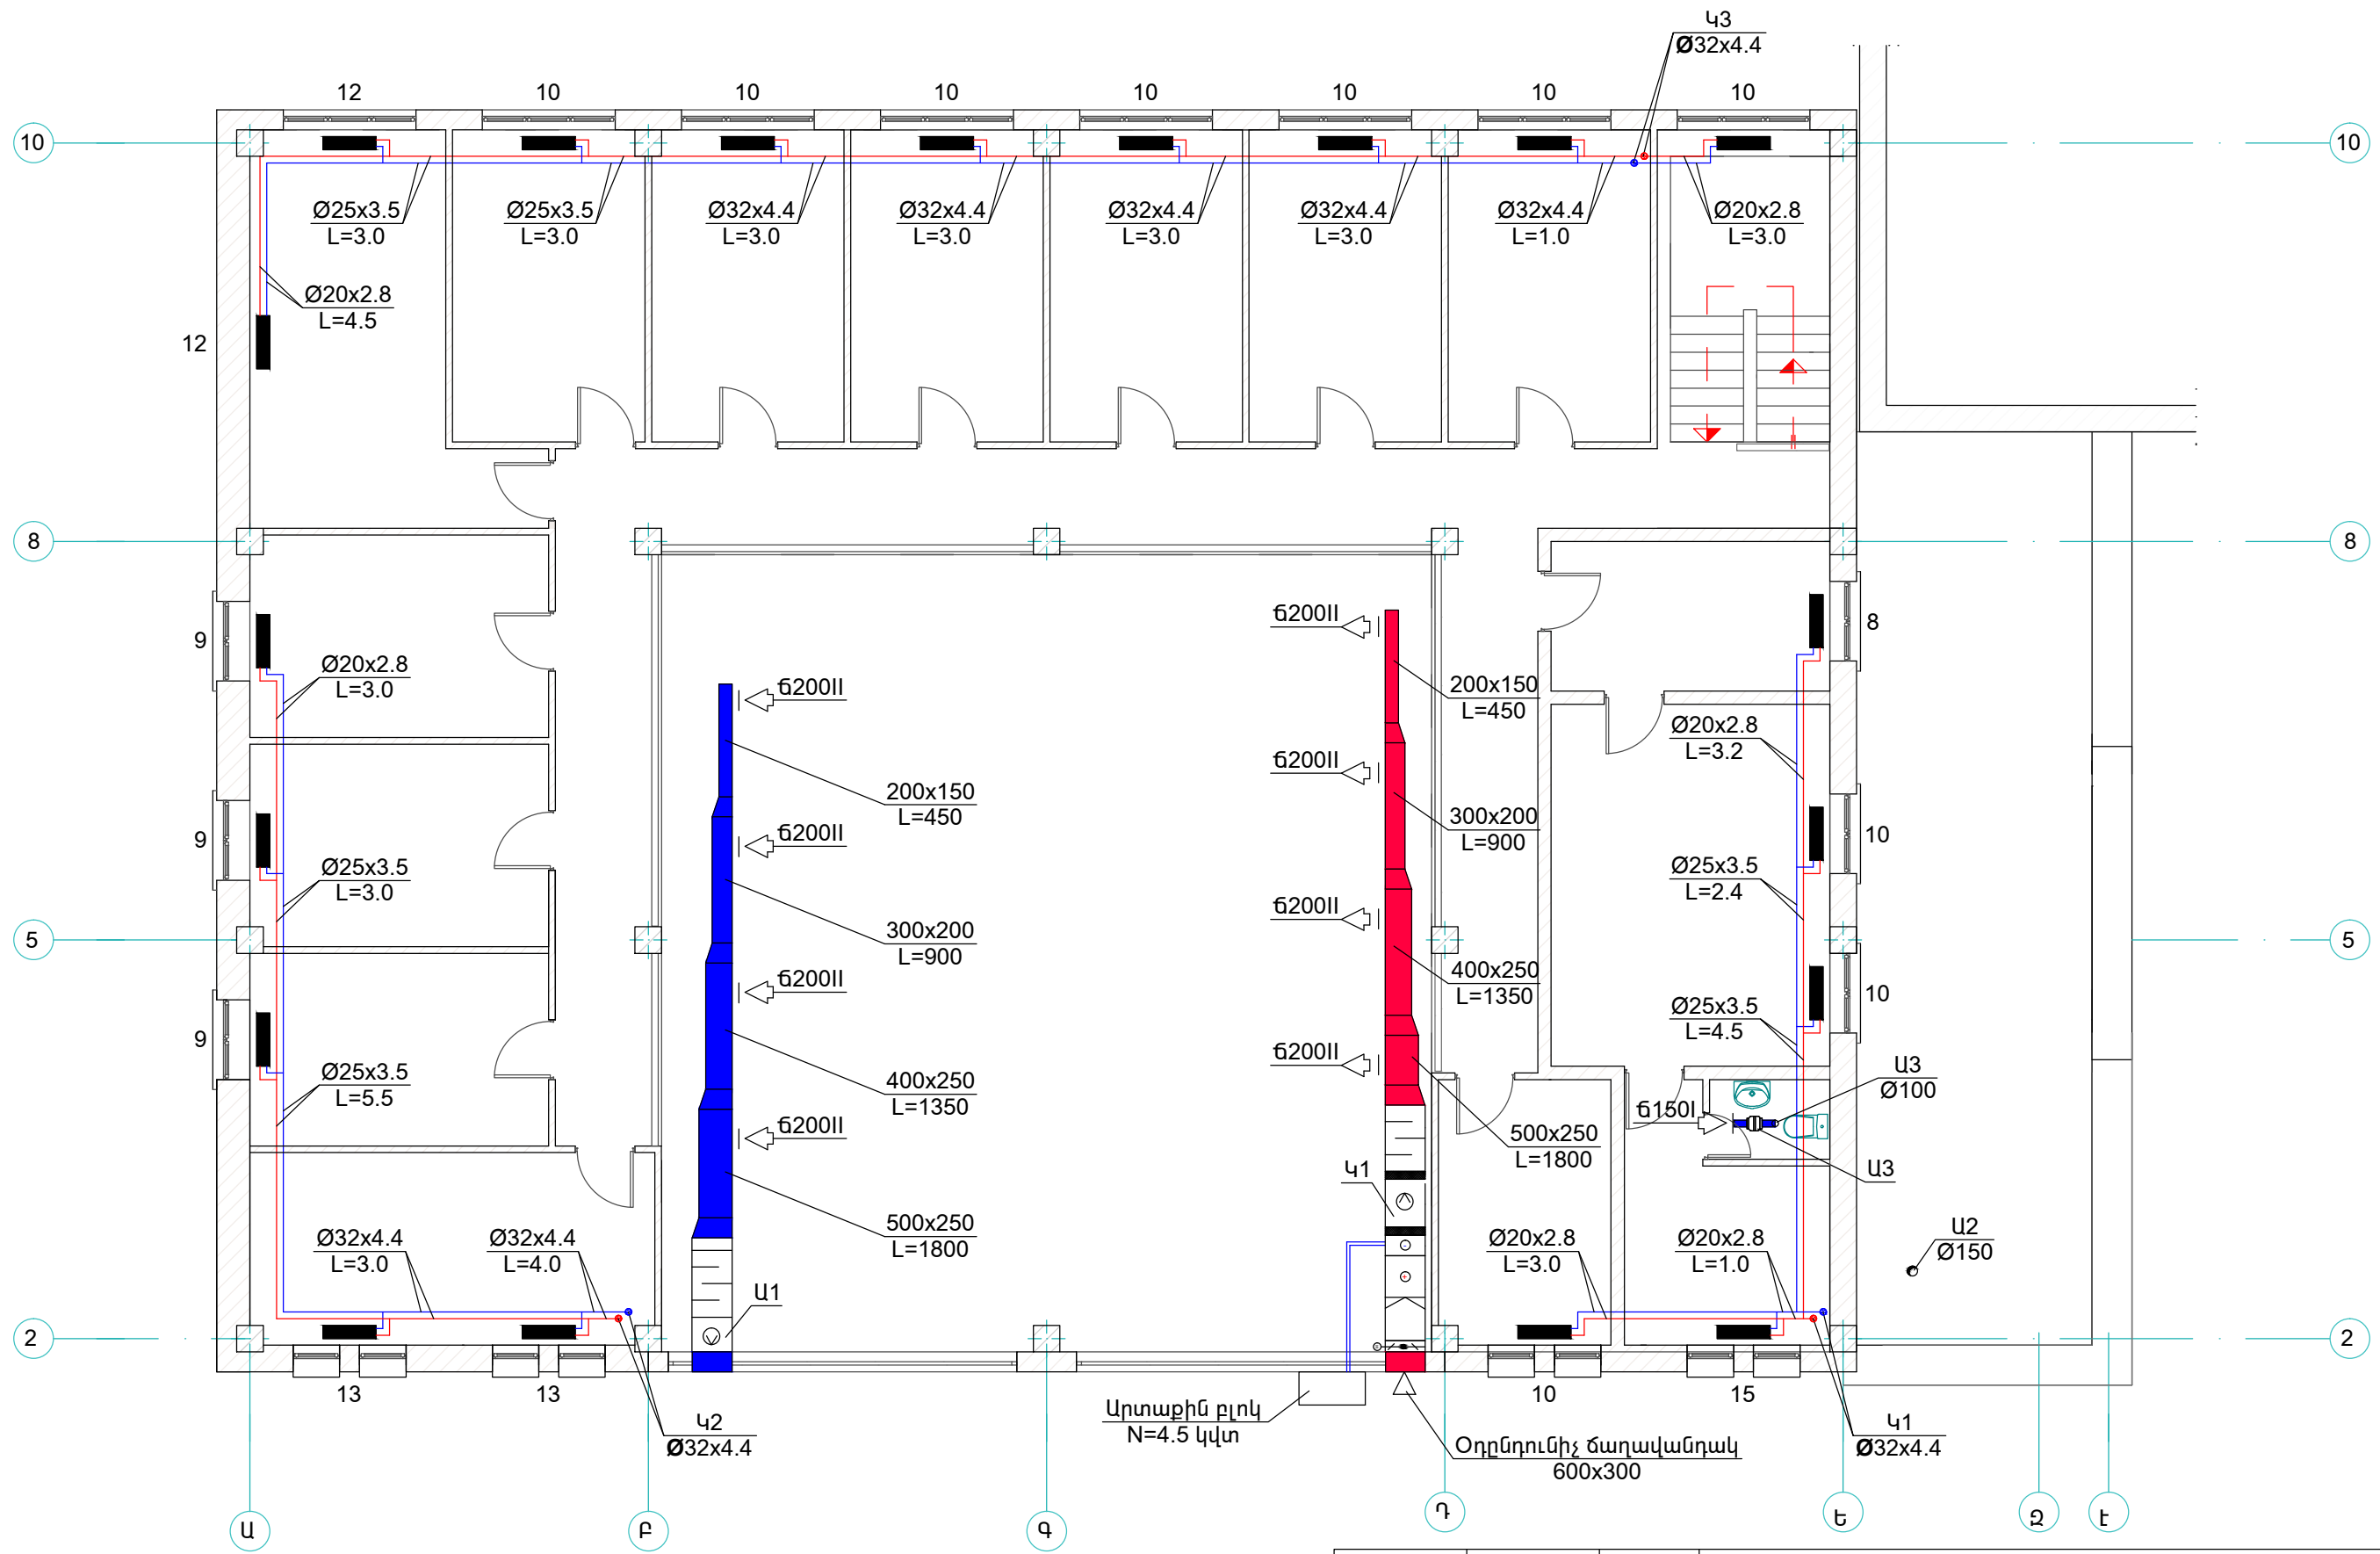 Կ3
Ø32x4.4
12
10
10
10
10
10
10
10
10
10
Ø25x3.5
L=3.0
Ø25x3.5
L=3.0
Ø32x4.4
L=3.0
Ø32x4.4
L=3.0
Ø32x4.4
L=3.0
Ø32x4.4
L=3.0
Ø32x4.4
L=1.0
Ø20x2.8
L=3.0
Ø20x2.8
L=4.5
12
8
8
9
Ø20x2.8
L=3.0
Ճ200II
Ճ200II
8
200x150
L=450
Ø20x2.8
L=3.2
200x150
L=450
Ճ200II
300x200
L=900
9
Ճ200II
10
Ø25x3.5
L=3.0
Ø25x3.5
L=2.4
300x200
L=900
Ճ200II
5
5
400x250
L=1350
9
Ճ200II
10
Ø25x3.5
L=4.5
Ø25x3.5
L=5.5
400x250
L=1350
Ճ200II
Ա3
Ø100
Ճ150I
Ճ200II
500x250
L=1800
Կ1
Ա3
Ø32x4.4
L=3.0
Ø32x4.4
L=4.0
500x250
L=1800
Ø20x2.8
L=3.0
Ø20x2.8
L=1.0
Ա2
Ø150
Ա1
2
2
13
13
10
15
Կ2
Ø32x4.4
Արտաքին բլոկ
N=4.5 կվտ
Օդընդունիչ ճաղավանդակ
600x300
Կ1
Ø32x4.4
Ա
Բ
Գ
Դ
Ե
Զ
Է